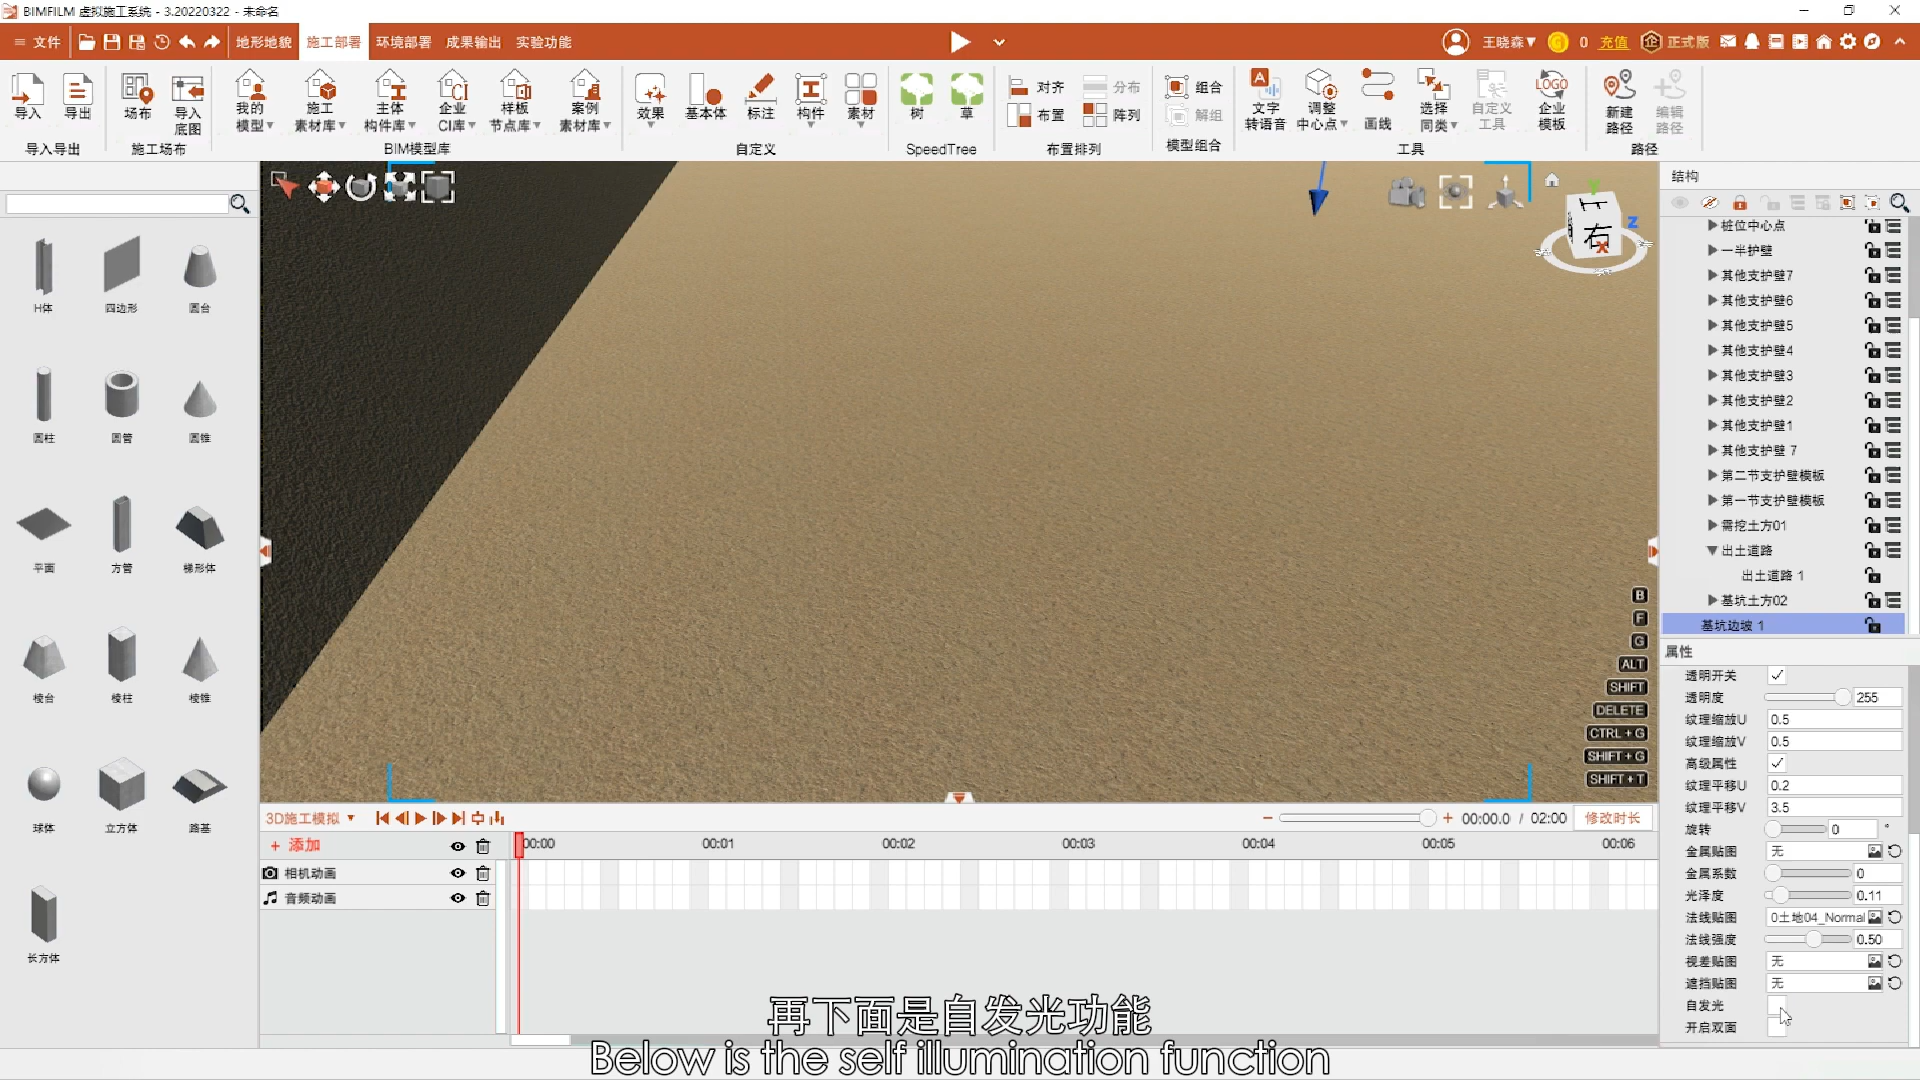 BIMFILM 虚拟施工系统 - 3.20220322 - 未命名
文件 地形地貌 施工部署 环境部署 成果输出 实验功能 王晓森 0 充值 正式版
导入 导出 导入导出
场布 导入底图 施工场布
我的模型 施工素材库 主体构件库 企业CI库 样板节点库 案例素材库 BIM模型库
效果 基本体 标注 构件 素材 自定义
树 草 SpeedTree
对齐 分布 布置 阵列 布置排列
组合 解组 模型组合
文字转语音 调整中心点 画线 选择同类 自定义工具 企业模板 工具
LOGO
新建路径 编辑路径 路径
H体 四边形 圆台
圆柱 圆管 圆锥
平面 方管 梯形体
棱台 棱柱 棱锥
球体 立方体 路基
长方体
右
Y
Z
X
B
F
G
ALT
SHIFT
DELETE
CTRL + G
SHIFT + G
SHIFT + T
结构
桩位中心点
一半护壁
其他支护壁7
其他支护壁6
其他支护壁5
其他支护壁4
其他支护壁3
其他支护壁2
其他支护壁1
其他支护壁 7
第二节支护壁模板
第一节支护壁模板
需挖土方01
出土道路
出土道路 1
基坑土方02
基坑边坡 1
属性
透明开关
透明度 255
纹理缩放U 0.5
纹理缩放V 0.5
高级属性
纹理平移U 0.2
纹理平移V 3.5
旋转 0 °
金属贴图 无
金属系数 0
光泽度 0.11
法线贴图 0土地04_Normal
法线强度 0.50
视差贴图 无
遮挡贴图 无
自发光
开启双面
3D施工模拟 00:00.0 / 02:00 修改时长
+ 添加 00:00 00:01 00:02 00:03 00:04 00:05 00:06
相机动画
音频动画
再下面是自发光功能
Below is the self illumination function